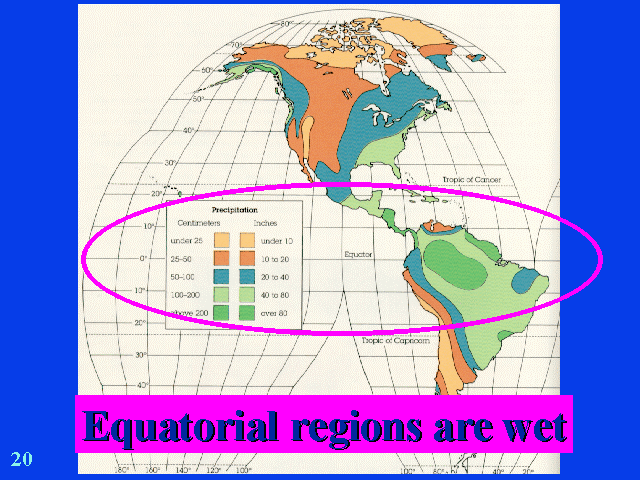 80°
70°
60°
50°
40°
30°
Tropic of Cancer
20°
Precipitation
Centimeters Inches
10°
under 25 under 10
25-50 10 to 20
0°
Equator
50-100 20 to 40
10°
100-200 40 to 80
above 200 over 80
20°
Tropic of Capricorn
30°
40°
Equatorial regions are wet
20
180° 160° 140° 120° 100° 100° 80° 40° 20°